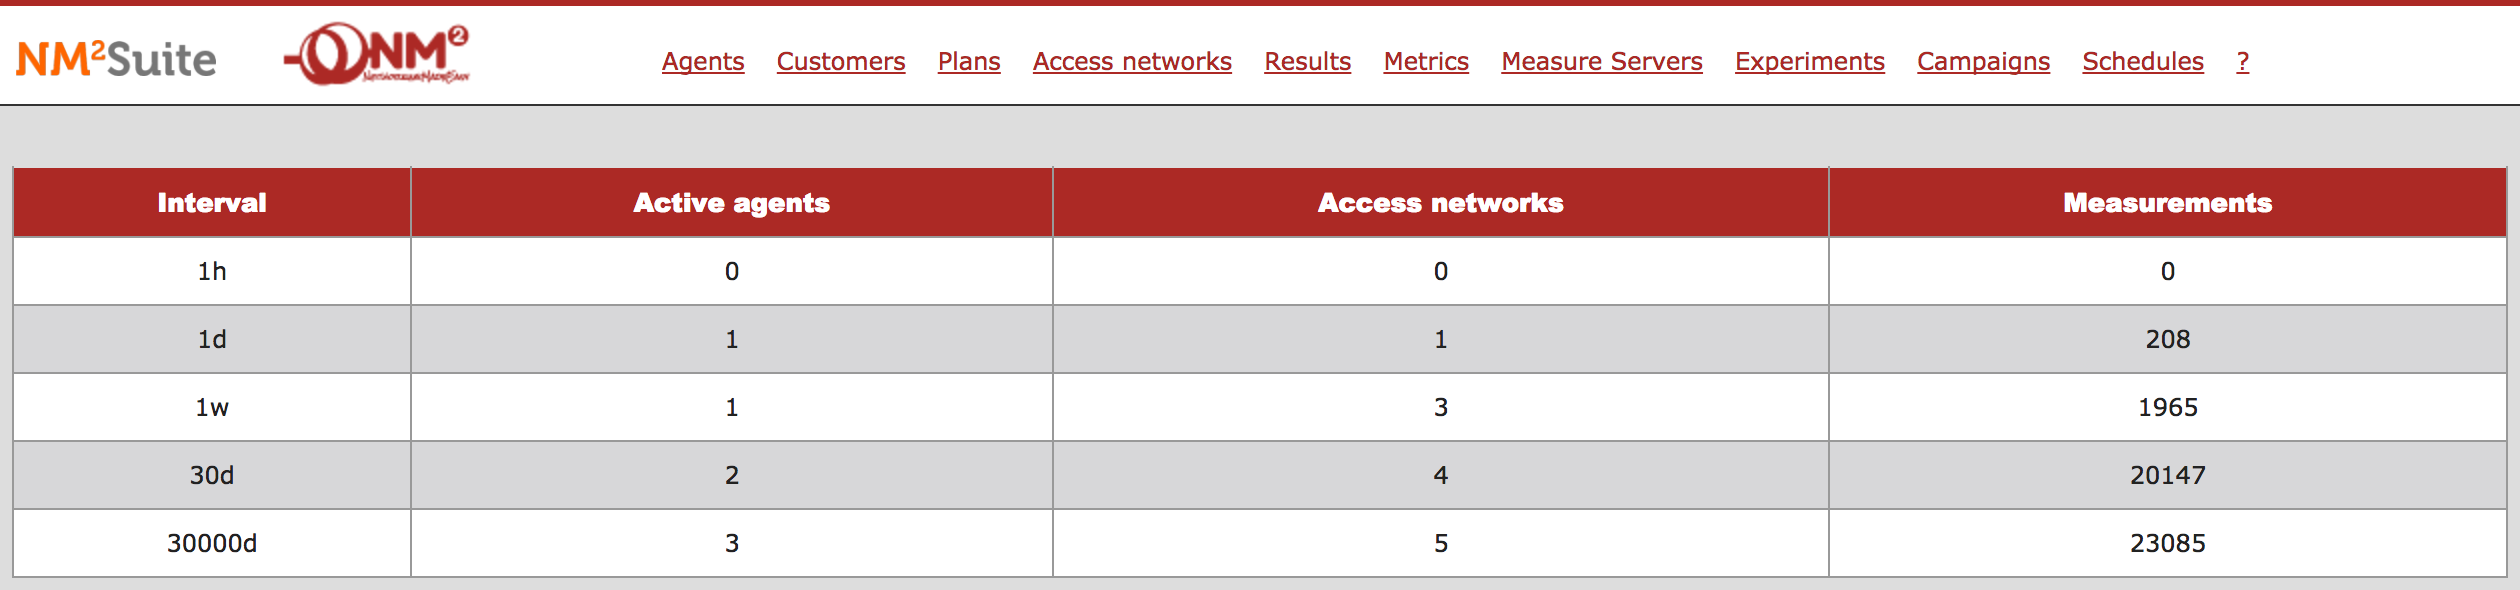 NM²Suite
NM²
Agents Customers Plans Access networks Results Metrics Measure Servers Experiments Campaigns Schedules ?
Interval Active agents Access networks Measurements
1h 0 0 0
1d 1 1 208
1w 1 3 1965
30d 2 4 20147
30000d 3 5 23085